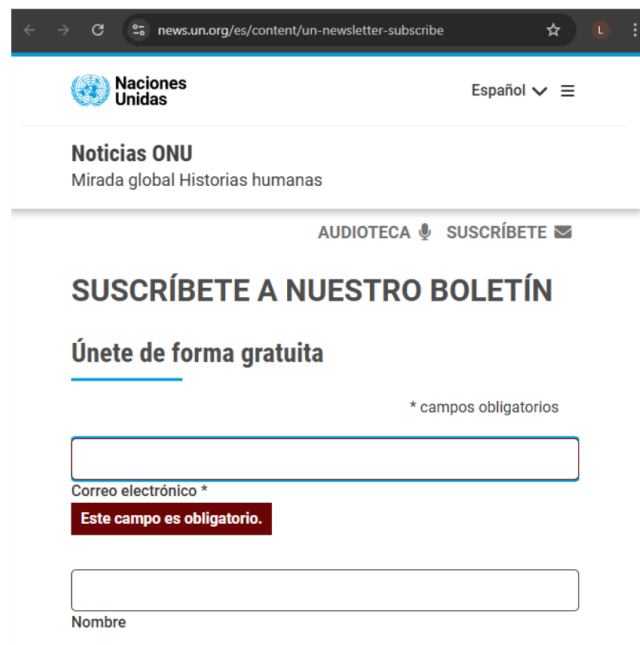 news.un.org/es/content/un-newsletter-subscribe
L
Naciones
Unidas
Español
Noticias ONU
Mirada global Historias humanas
AUDIOTECA SUSCRÍBETE
SUSCRÍBETE A NUESTRO BOLETÍN
Únete de forma gratuita
* campos obligatorios
Correo electrónico *
Este campo es obligatorio.
Nombre